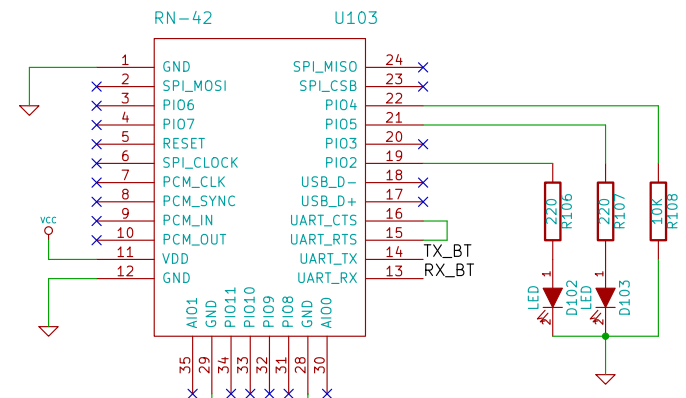 RN-42 U103
1 GND SPI_MISO 24
2 SPI_MOSI SPI_CSB 23
3 PIO6 PIO4 22
4 PIO7 PIO5 21
5 RESET PIO3 20
6 SPI_CLOCK PIO2 19
7 PCM_CLK USB_D- 18
8 PCM_SYNC USB_D+ 17
9 PCM_IN UART_CTS 16
10 PCM_OUT UART_RTS 15
11 VDD UART_TX 14 TX_BT
12 GND UART_RX 13 RX_BT
VCC
AIO1 GND PIO11 PIO10 PIO9 PIO8 GND AIO0
35 29 34 33 32 31 28 30
220 R106
220 R107
10K R108
1 LED D102 2
1 LED D103 2